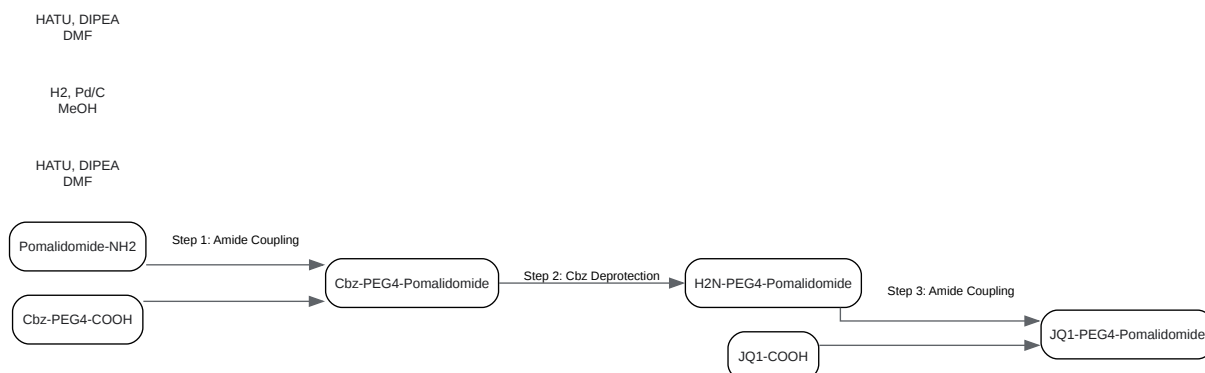 HATU, DIPEA
DMF
H2, Pd/C
MeOH
HATU, DIPEA
DMF
Pomalidomide-NH2
Step 1: Amide Coupling
Cbz-PEG4-COOH
Cbz-PEG4-Pomalidomide
Step 2: Cbz Deprotection
H2N-PEG4-Pomalidomide
Step 3: Amide Coupling
JQ1-COOH
JQ1-PEG4-Pomalidomide